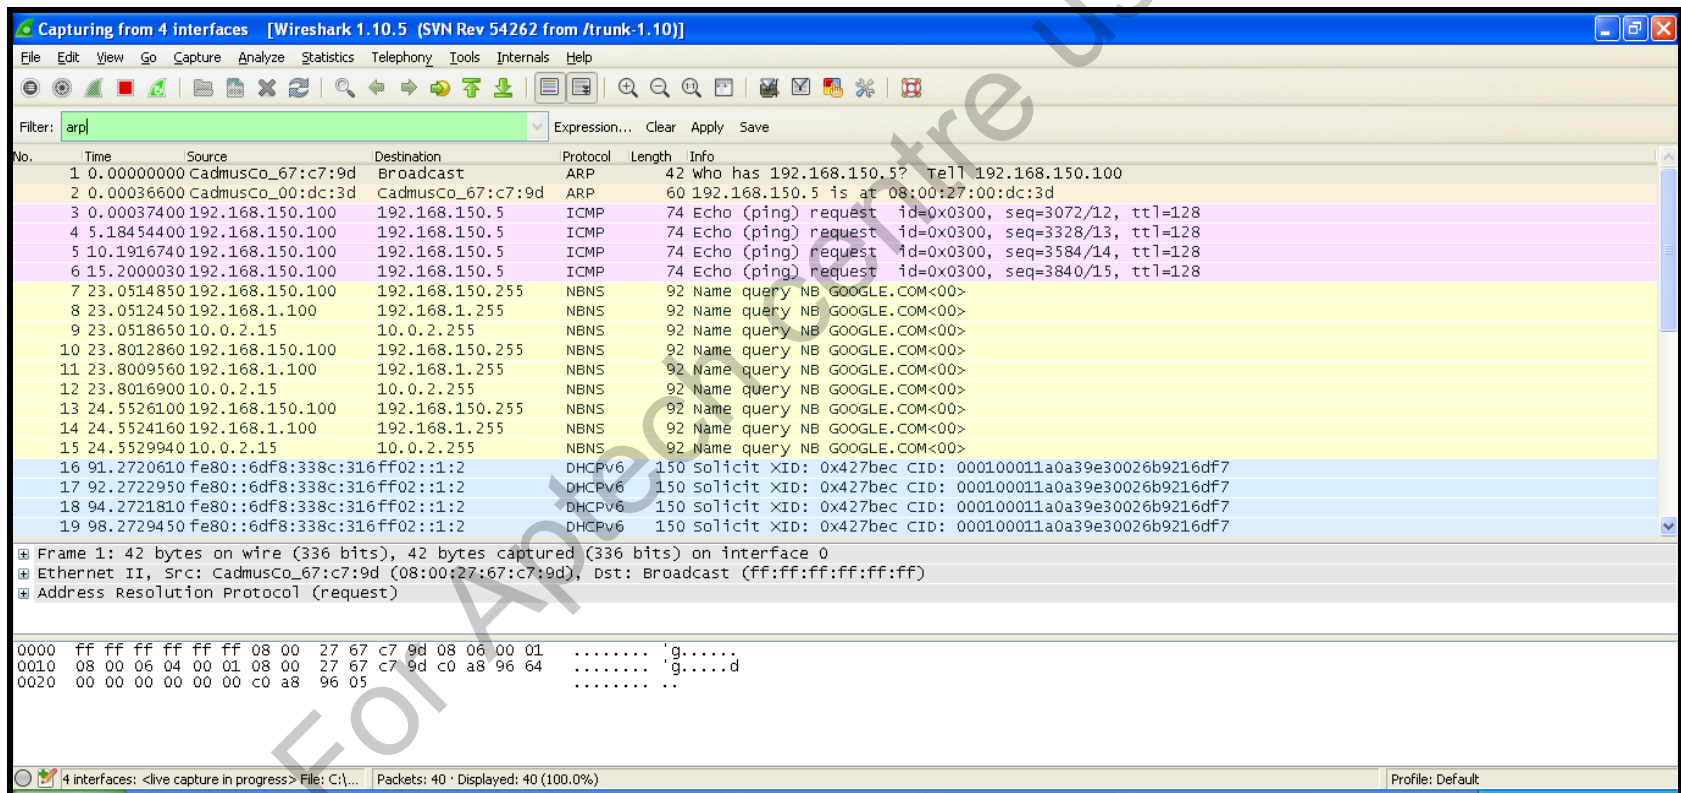 Capturing from 4 interfaces [Wireshark 1.10.5 (SVN Rev 54262 from /trunk-1.10)]
File Edit View Go Capture Analyze Statistics Telephony Tools Internals Help
Filter: arp Expression... Clear Apply Save
No. Time Source Destination Protocol Length Info
1 0.00000000 CadmusCo_67:c7:9d Broadcast ARP 42 Who has 192.168.150.5? Tell 192.168.150.100
2 0.00036600 CadmusCo_00:dc:3d CadmusCo_67:c7:9d ARP 60 192.168.150.5 is at 08:00:27:00:dc:3d
3 0.00037400 192.168.150.100 192.168.150.5 ICMP 74 Echo (ping) request id=0x0300, seq=3072/12, ttl=128
4 5.18454400 192.168.150.100 192.168.150.5 ICMP 74 Echo (ping) request id=0x0300, seq=3328/13, ttl=128
5 10.1916740 192.168.150.100 192.168.150.5 ICMP 74 Echo (ping) request id=0x0300, seq=3584/14, ttl=128
6 15.2000030 192.168.150.100 192.168.150.5 ICMP 74 Echo (ping) request id=0x0300, seq=3840/15, ttl=128
7 23.0514850 192.168.150.100 192.168.150.255 NBNS 92 Name query NB GOOGLE.COM<00>
8 23.0512450 192.168.1.100 192.168.1.255 NBNS 92 Name query NB GOOGLE.COM<00>
9 23.0518650 10.0.2.15 10.0.2.255 NBNS 92 Name query NB GOOGLE.COM<00>
10 23.8012860 192.168.150.100 192.168.150.255 NBNS 92 Name query NB GOOGLE.COM<00>
11 23.8009560 192.168.1.100 192.168.1.255 NBNS 92 Name query NB GOOGLE.COM<00>
12 23.8016900 10.0.2.15 10.0.2.255 NBNS 92 Name query NB GOOGLE.COM<00>
13 24.5526100 192.168.150.100 192.168.150.255 NBNS 92 Name query NB GOOGLE.COM<00>
14 24.5524160 192.168.1.100 192.168.1.255 NBNS 92 Name query NB GOOGLE.COM<00>
15 24.5529940 10.0.2.15 10.0.2.255 NBNS 92 Name query NB GOOGLE.COM<00>
16 91.2720610 fe80::6df8:338c:316 ff02::1:2 DHCPv6 150 Solicit XID: 0x427bec CID: 000100011a0a39e30026b9216df7
17 92.2722950 fe80::6df8:338c:316 ff02::1:2 DHCPv6 150 Solicit XID: 0x427bec CID: 000100011a0a39e30026b9216df7
18 94.2721810 fe80::6df8:338c:316 ff02::1:2 DHCPv6 150 Solicit XID: 0x427bec CID: 000100011a0a39e30026b9216df7
19 98.2729450 fe80::6df8:338c:316 ff02::1:2 DHCPv6 150 Solicit XID: 0x427bec CID: 000100011a0a39e30026b9216df7
Frame 1: 42 bytes on wire (336 bits), 42 bytes captured (336 bits) on interface 0
Ethernet II, Src: CadmusCo_67:c7:9d (08:00:27:67:c7:9d), Dst: Broadcast (ff:ff:ff:ff:ff:ff)
Address Resolution Protocol (request)
0000 ff ff ff ff ff ff 08 00 27 67 c7 9d 08 06 00 01 ........ 'g......
0010 08 00 06 04 00 01 08 00 27 67 c7 9d c0 a8 96 64 ........ 'g.....d
0020 00 00 00 00 00 00 c0 a8 96 05 ........ ..
4 interfaces: <live capture in progress> File: C:\... Packets: 40 · Displayed: 40 (100.0%) Profile: Default
For Aptech centre